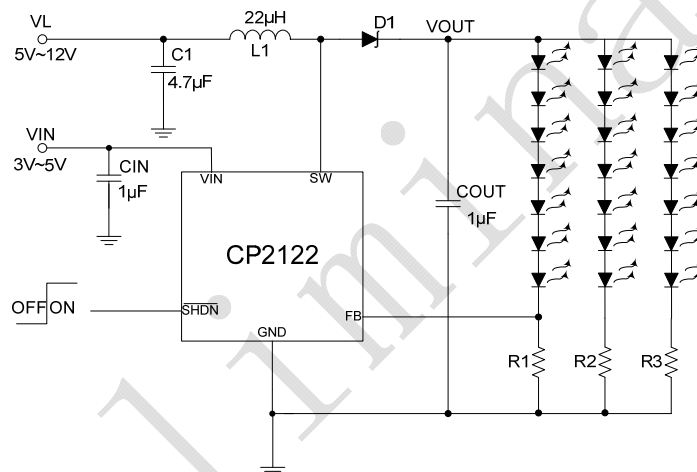 VL
5V~12V
C1
4.7µF
22µH
L1
D1
VOUT
VIN
3V~5V
CIN
1µF
VIN
SW
CP2122
SHDN
FB
GND
OFF ON
COUT
1µF
R1
R2
R3
limina